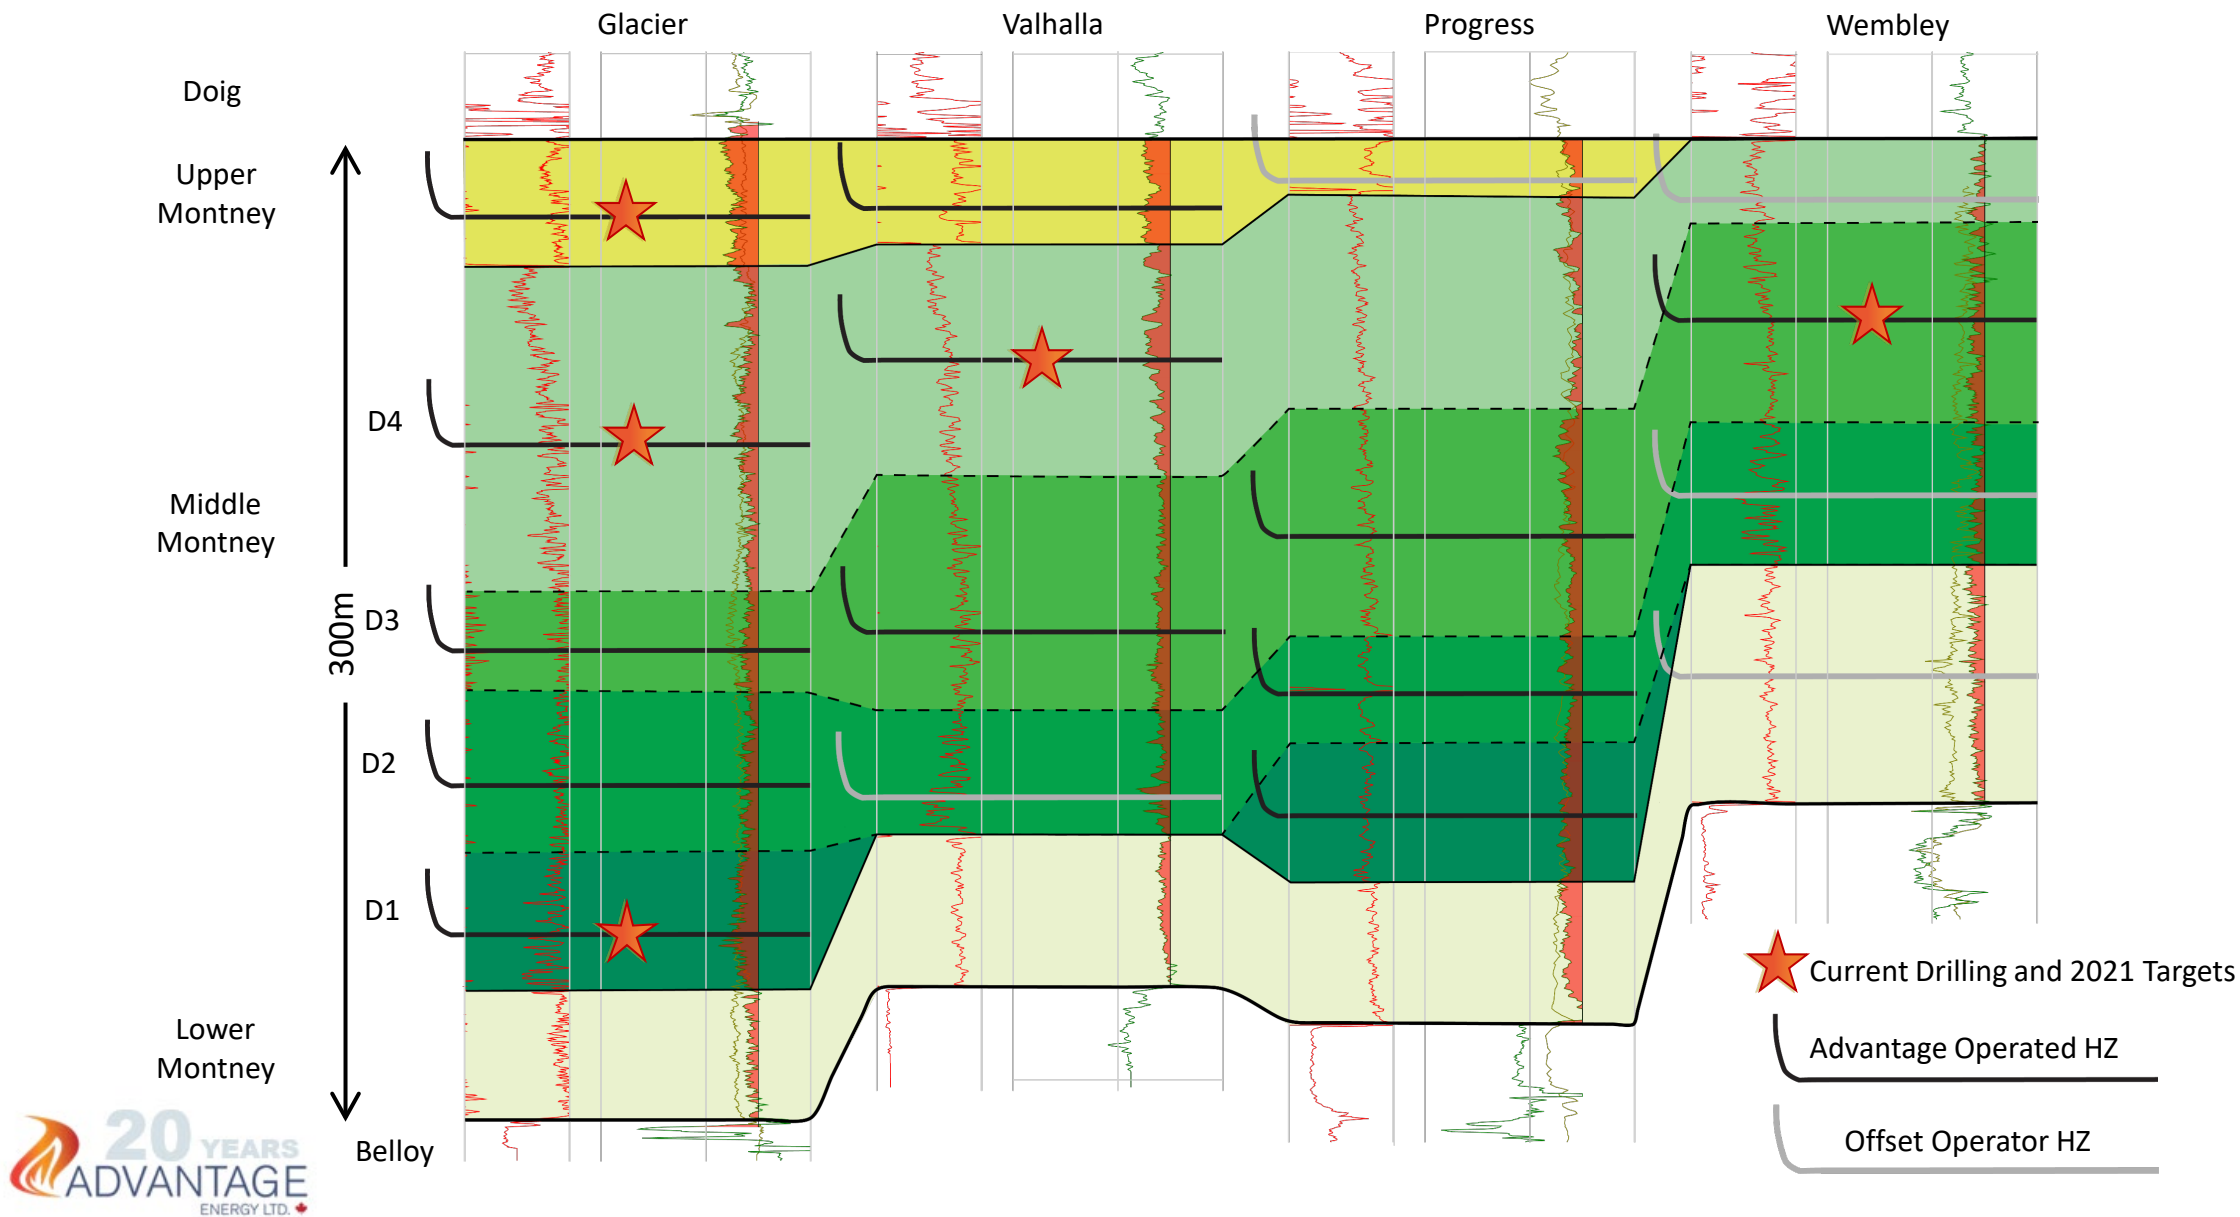 Glacier
Valhalla
Progress
Wembley
Doig
Upper
Montney
D4
Middle
Montney
D3
300m
D2
D1
Lower
Montney
Belloy
Current Drilling and 2021 Targets
Advantage Operated HZ
Offset Operator HZ
20 YEARS
ADVANTAGE
ENERGY LTD.